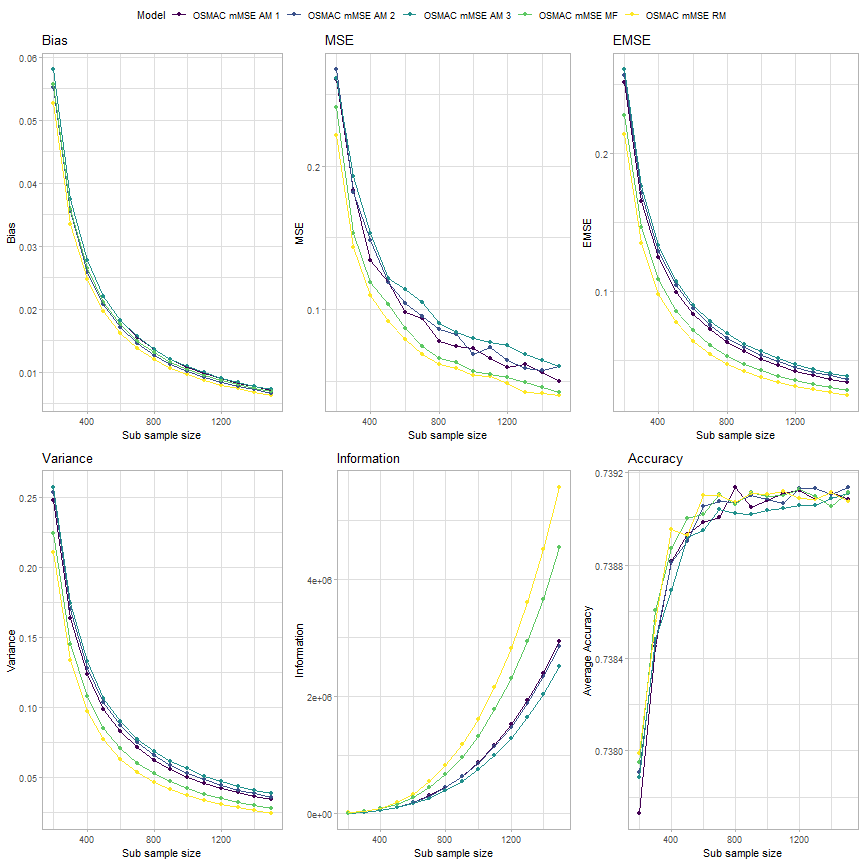 Model OSMAC mMSE AM 1 OSMAC mMSE AM 2 OSMAC mMSE AM 3 OSMAC mMSE MF OSMAC mMSE RM
Bias
0.06
0.05
0.04
0.03
0.02
0.01
Bias
400 800 1200
Sub sample size
MSE
0.2
0.1
MSE
400 800 1200
Sub sample size
EMSE
0.2
0.1
EMSE
400 800 1200
Sub sample size
Variance
0.25
0.20
0.15
0.10
0.05
Variance
400 800 1200
Sub sample size
Information
4e+06
2e+06
0e+00
Information
400 800 1200
Sub sample size
Accuracy
0.7392
0.7388
0.7384
0.7380
Average Accuracy
400 800 1200
Sub sample size